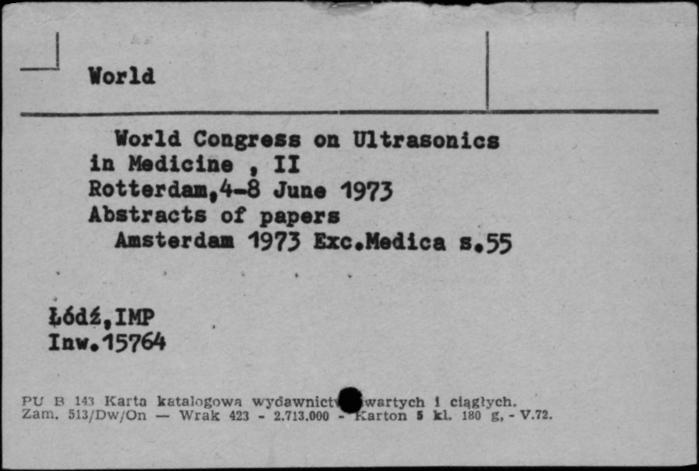 World
World Congress on Ultrasonics
in Medicine , II
Rotterdam,4-8 June 1973
Abstracts of papers
Amsterdam 1973 Exc.Medica s.55
Łódź,IMP
Inw.15764
PU B 143 Karta katalogowa wydawnict wartych i ciągłych.
Zam. 513/Dw/On — Wrak 423 - 2.713.000 - Karton 5 kl. 180 g, - V.72.